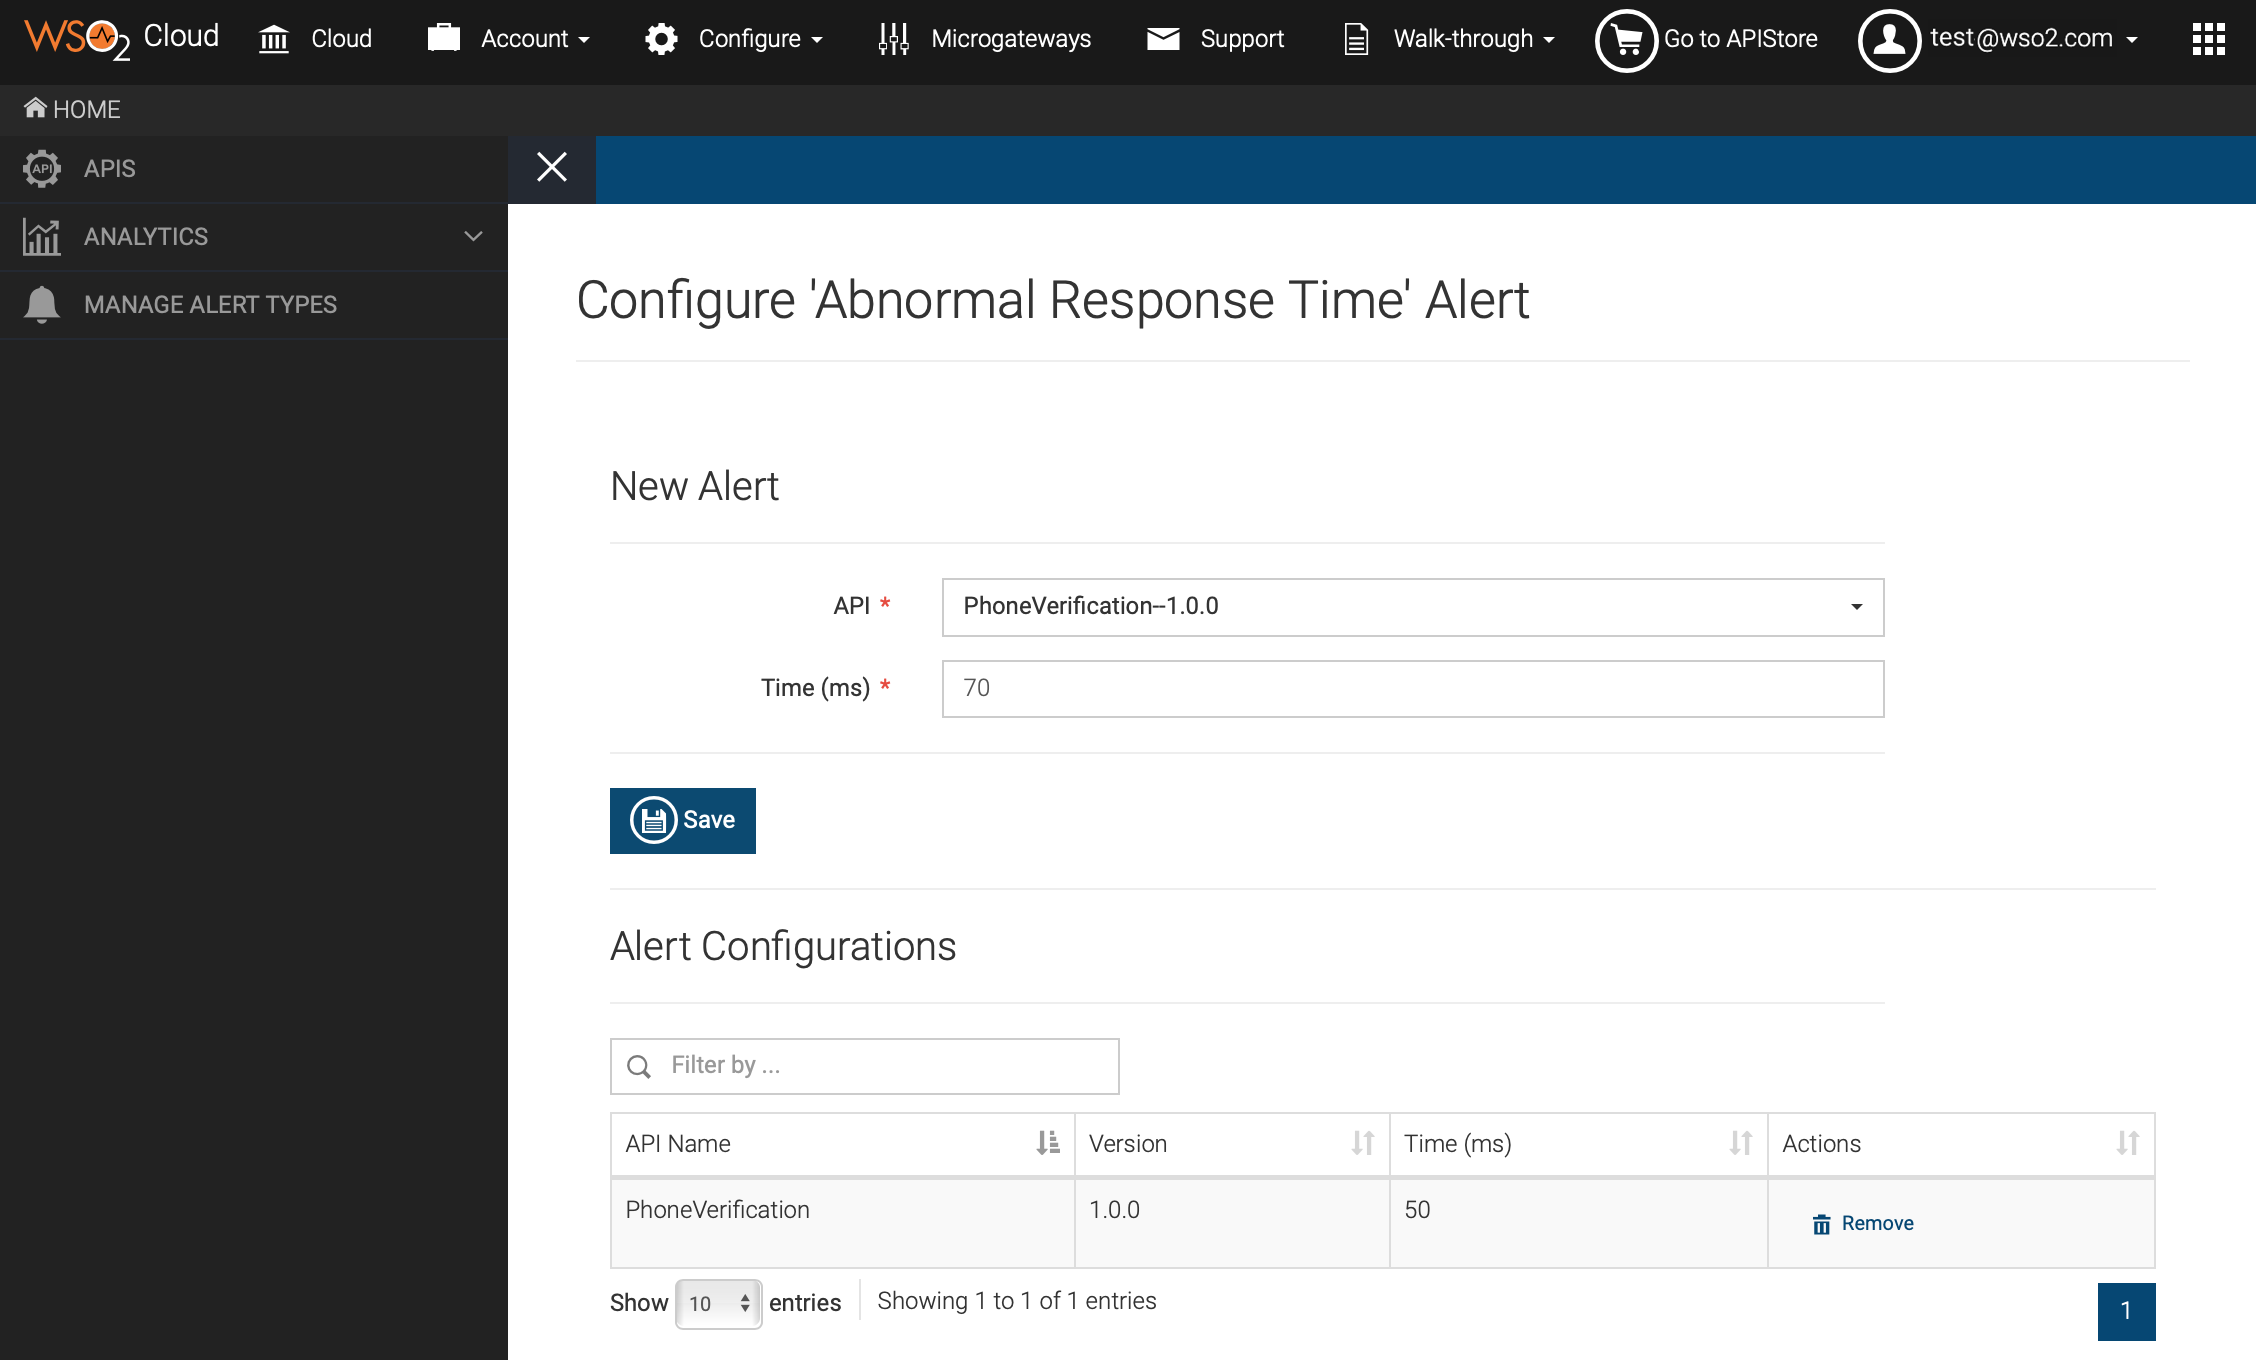 WSO2 Cloud Cloud Account Configure Microgateways Support Walk-through Go to APIStore test@wso2.com
HOME
API APIS
ANALYTICS
MANAGE ALERT TYPES
Configure 'Abnormal Response Time' Alert
New Alert
API * PhoneVerification--1.0.0
Time (ms) * 70
Save
Alert Configurations
Filter by ...
API Name Version Time (ms) Actions
PhoneVerification 1.0.0 50 Remove
Show 10 entries Showing 1 to 1 of 1 entries 1